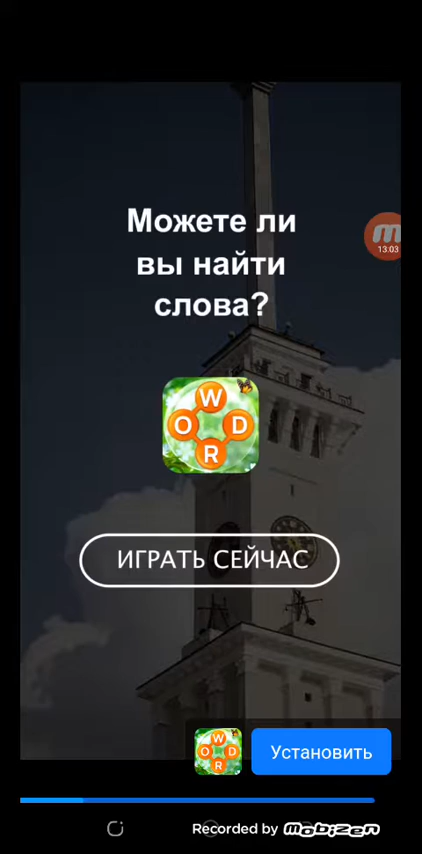 Можете ли
вы найти
слова?
13:03
W
O D
R
ИГРАТЬ СЕЙЧАС
W
O D
R
Установить
Recorded by MOBIZEN